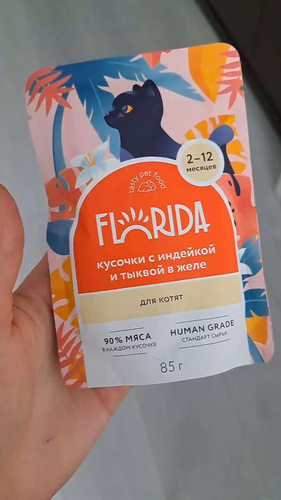 2–12
месяцев
tasty pet food
FLORIDA
кусочки с индейкой
и тыквой в желе
для котят
90% МЯСА
В КАЖДОМ КУСОЧКЕ
HUMAN GRADE
СТАНДАРТ СЫРЬЯ
85 г